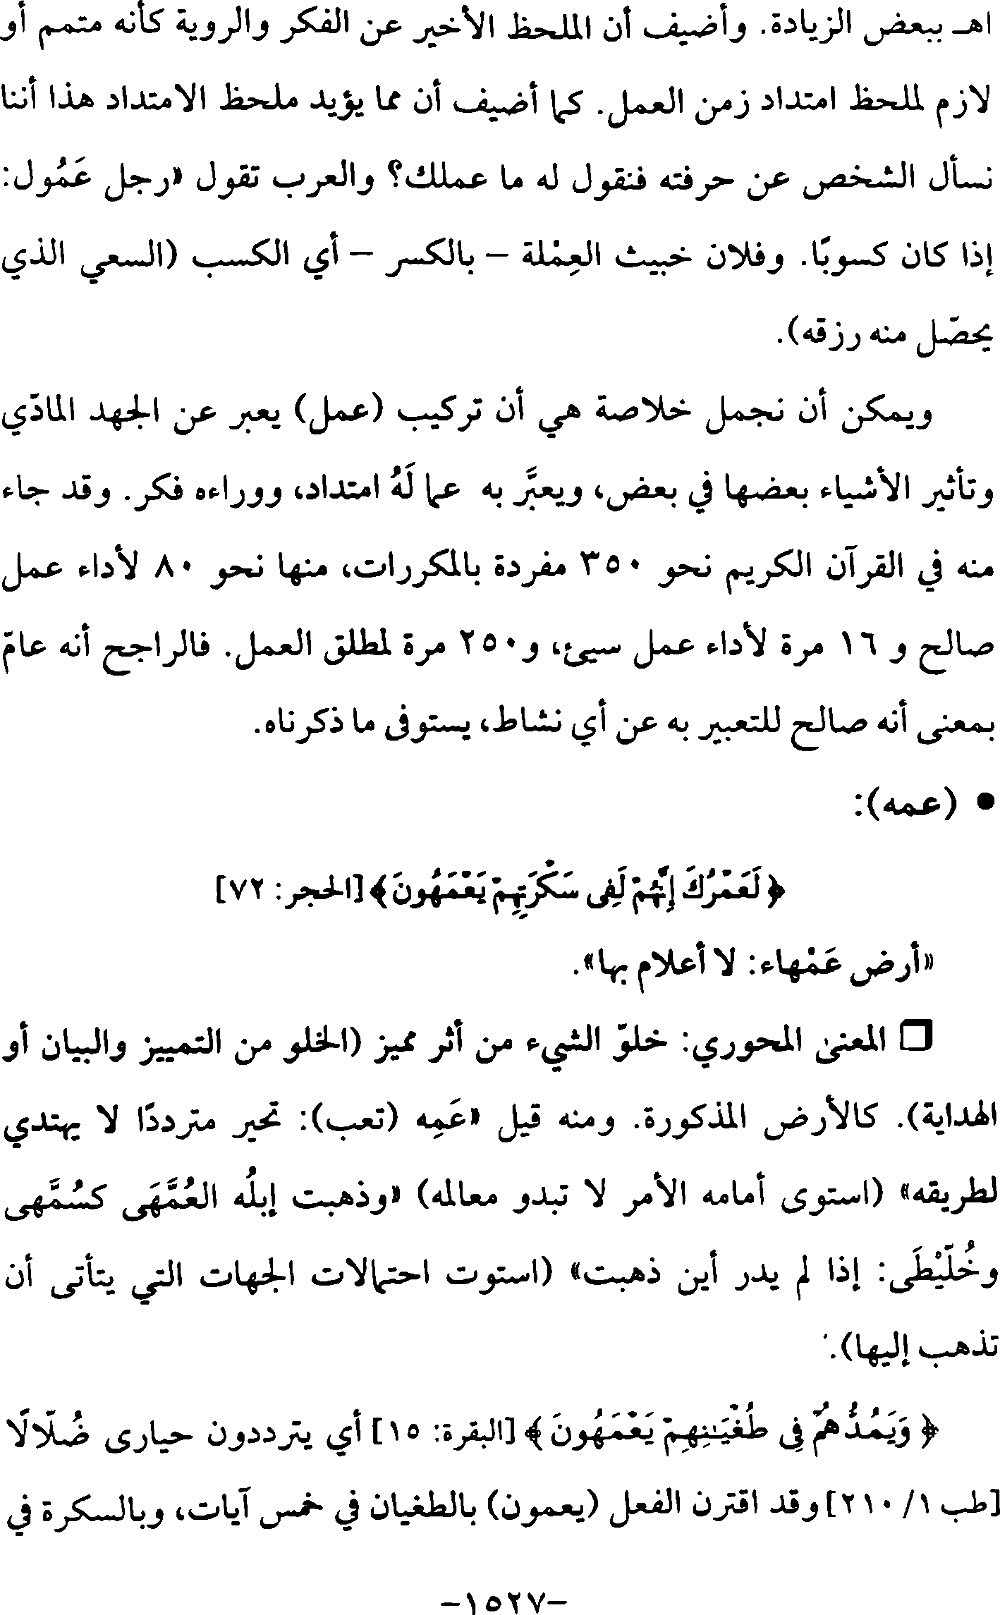 اهـ ببعض الزيادة. وأضيف أن الملحظ الأخير عن الفكر والروية كأنه متمم أو
لازم لملحظ امتداد زمن العمل. كما أضيف أن مما يؤيد ملحظ الامتداد هذا أننا
نسأل الشخص عن حرفته فنقول له ما عملك؟ والعرب تقول «رجل عَمُول:
إذا كان كسوبًا. وفلان خبيث العِمْلة – بالكسر – أي الكسب (السعي الذي
يحصّل منه رزقه).
ويمكن أن نجمل خلاصة هي أن تركيب (عمل) يعبر عن الجهد المادّي
وتأثير الأشياء بعضها في بعض، ويعبَّر به عما لَهُ امتداد، ووراءه فكر. وقد جاء
منه في القرآن الكريم نحو ٣٥٠ مفردة بالمكررات، منها نحو ٨٠ لأداء عمل
صالح و ١٦ مرة لأداء عمل سيئ، و٢٥٠ مرة لمطلق العمل. فالراجح أنه عامّ
بمعنى أنه صالح للتعبير به عن أي نشاط، يستوفى ما ذكرناه.
• (عمه):
﴿لَعَمْرُكَ إِنَّهُمْ لَفِى سَكْرَتِهِمْ يَعْمَهُونَ﴾ [الحجر: ٧٢]
«أرض عَمْهاء: لا أعلام بها».
❒ المعنى المحوري: خلوّ الشيء من أثر مميز (الخلو من التمييز والبيان أو
الهداية). كالأرض المذكورة. ومنه قيل «عَمِه (تعب): تحير مترددًا لا يهتدي
لطريقه» (استوى أمامه الأمر لا تبدو معالمه) «وذهبت إبلُه العُمَّهَى كسُمَّهى
وخُلَّيْطَى: إذا لم يدر أين ذهبت» (استوت احتمالات الجهات التي يتأتى أن
تذهب إليها).
﴿وَيَمُدُّهُمْ فِى طُغْيَـٰنِهِمْ يَعْمَهُونَ﴾ [البقرة: ١٥] أي يترددون حيارى ضُلّالًا
[طب ١/ ٢١٠] وقد اقترن الفعل (يعمون) بالطغيان في خمس آيات، وبالسكرة في
-١٥٢٧-